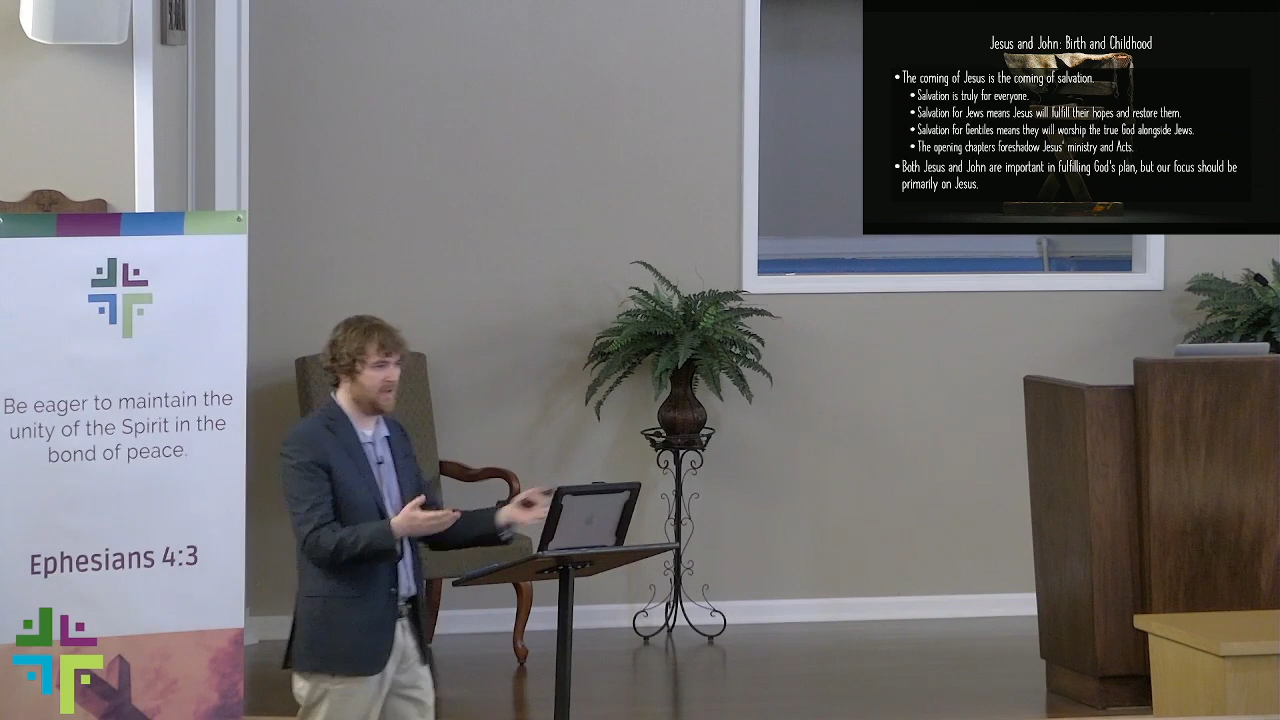 Jesus and John: Birth and Childhood
• The coming of Jesus is the coming of salvation.
• Salvation is truly for everyone.
• Salvation for Jews means Jesus will fulfill their hopes and restore them.
• Salvation for Gentiles means they will worship the true God alongside Jews.
• The opening chapters foreshadow Jesus' ministry and Acts.
• Both Jesus and John are important in fulfilling God's plan, but our focus should be
primarily on Jesus.
Be eager to maintain the
unity of the Spirit in the
bond of peace.
Ephesians 4:3